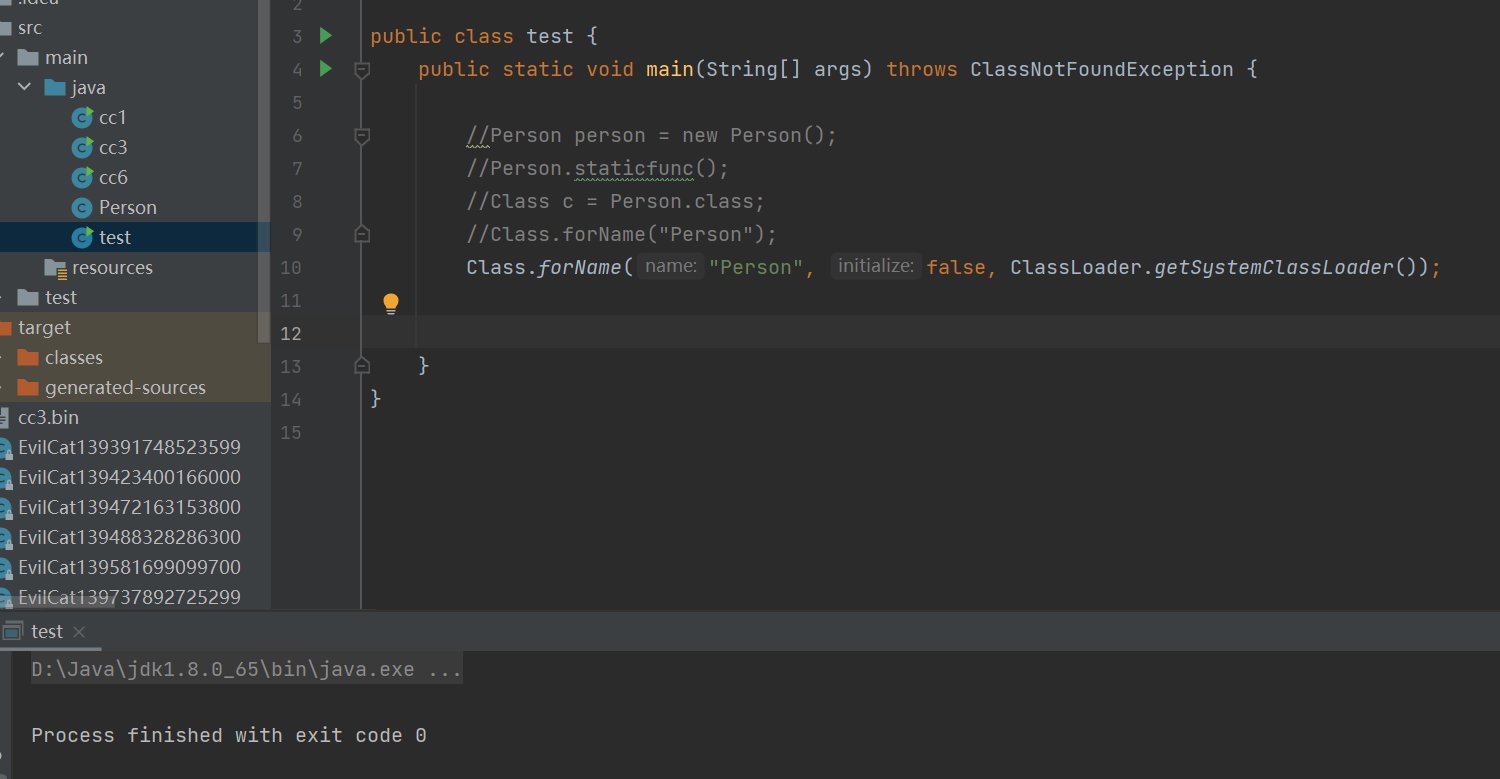 .idea
src
main
java
cc1
cc3
cc6
Person
test
resources
test
target
classes
generated-sources
cc3.bin
EvilCat139391748523599
EvilCat139423400166000
EvilCat139472163153800
EvilCat139488328286300
EvilCat139581699099700
EvilCat139737892725299
2
3 public class test {
4 public static void main(String[] args) throws ClassNotFoundException {
5
6 //Person person = new Person();
7 //Person.staticfunc();
8 //Class c = Person.class;
9 //Class.forName("Person");
10 Class.forName( name: "Person", initialize: false, ClassLoader.getSystemClassLoader());
11
12
13 }
14 }
15
test
D:\Java\jdk1.8.0_65\bin\java.exe ...
Process finished with exit code 0